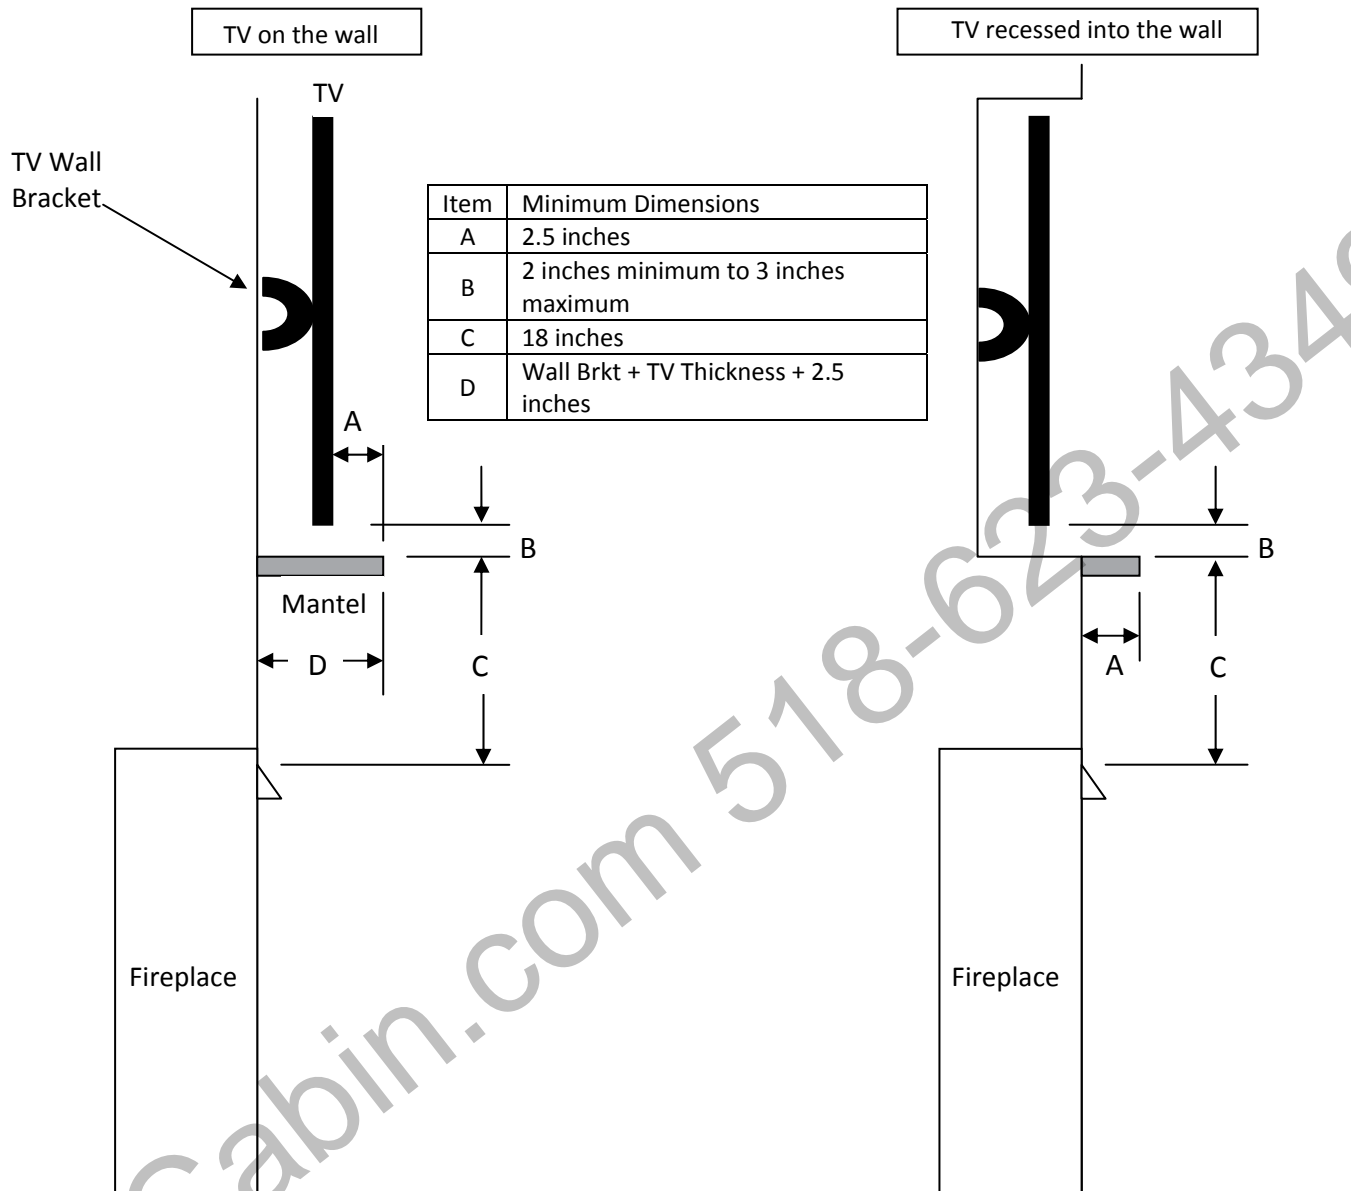 TV on the wall
TV recessed into the wall
TV
TV Wall
Bracket
Item Minimum Dimensions
A 2.5 inches
B 2 inches minimum to 3 inches
maximum
C 18 inches
D Wall Brkt + TV Thickness + 2.5
inches
A
B
Mantel
D
C
Fireplace
B
A
C
Fireplace
Cabin.com 518-623-434